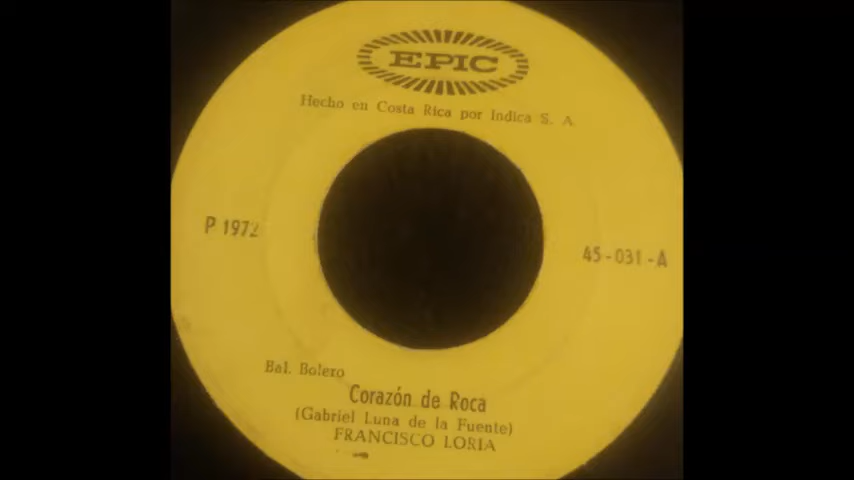 EPIC
Hecho en Costa Rica por Indica S. A
P 1972
45-031-A
Bal. Bolero
Corazón de Roca
(Gabriel Luna de la Fuente)
FRANCISCO LORIA